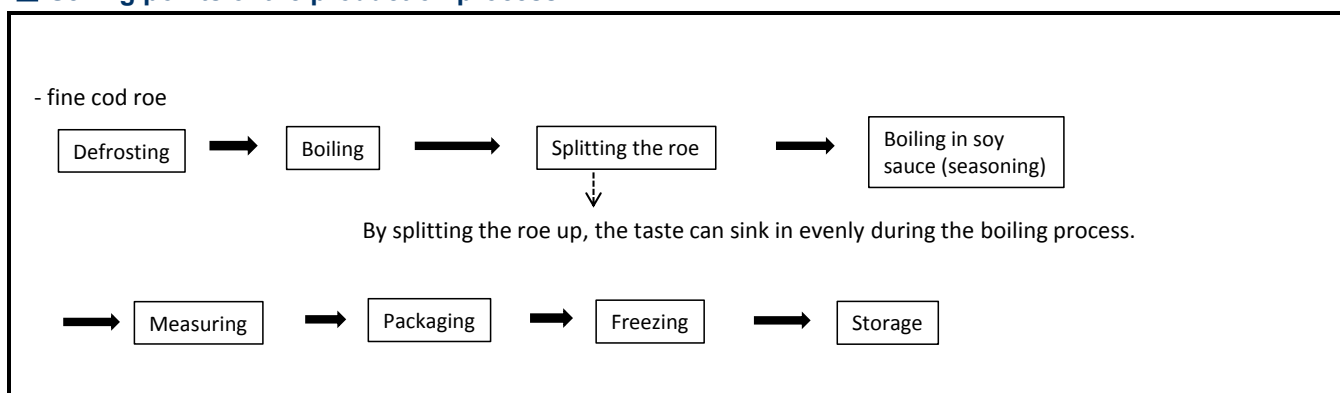 - fine cod roe
Defrosting
Boiling
Splitting the roe
Boiling in soy
sauce (seasoning)
By splitting the roe up, the taste can sink in evenly during the boiling process.
Measuring
Packaging
Freezing
Storage